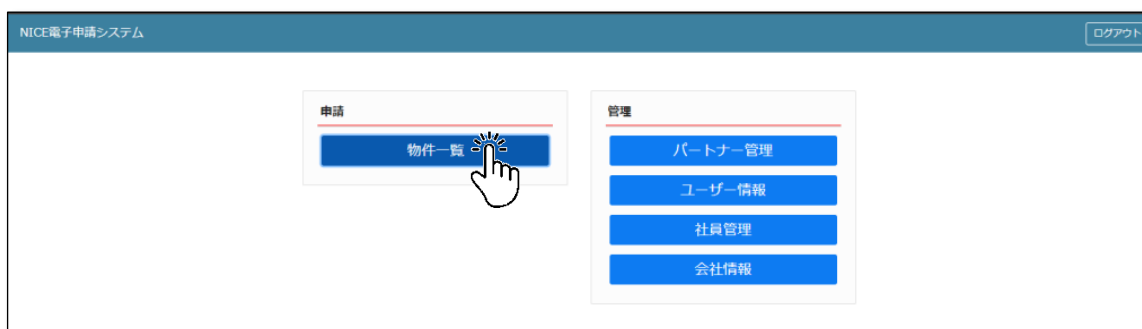 NICE電子申請システム
ログアウト
申請
物件一覧
管理
パートナー管理
ユーザー情報
社員管理
会社情報